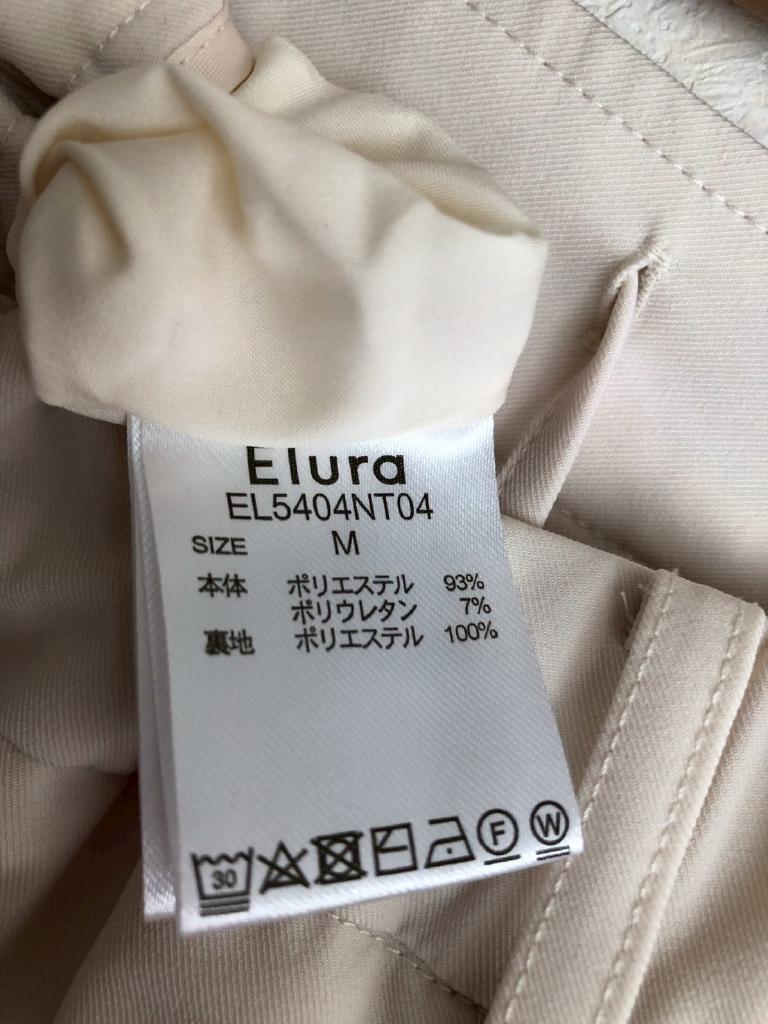 Elura
EL5404NT04
SIZE M
本体 ポリエステル 93%
ポリウレタン 7%
裏地 ポリエステル 100%
30 F W